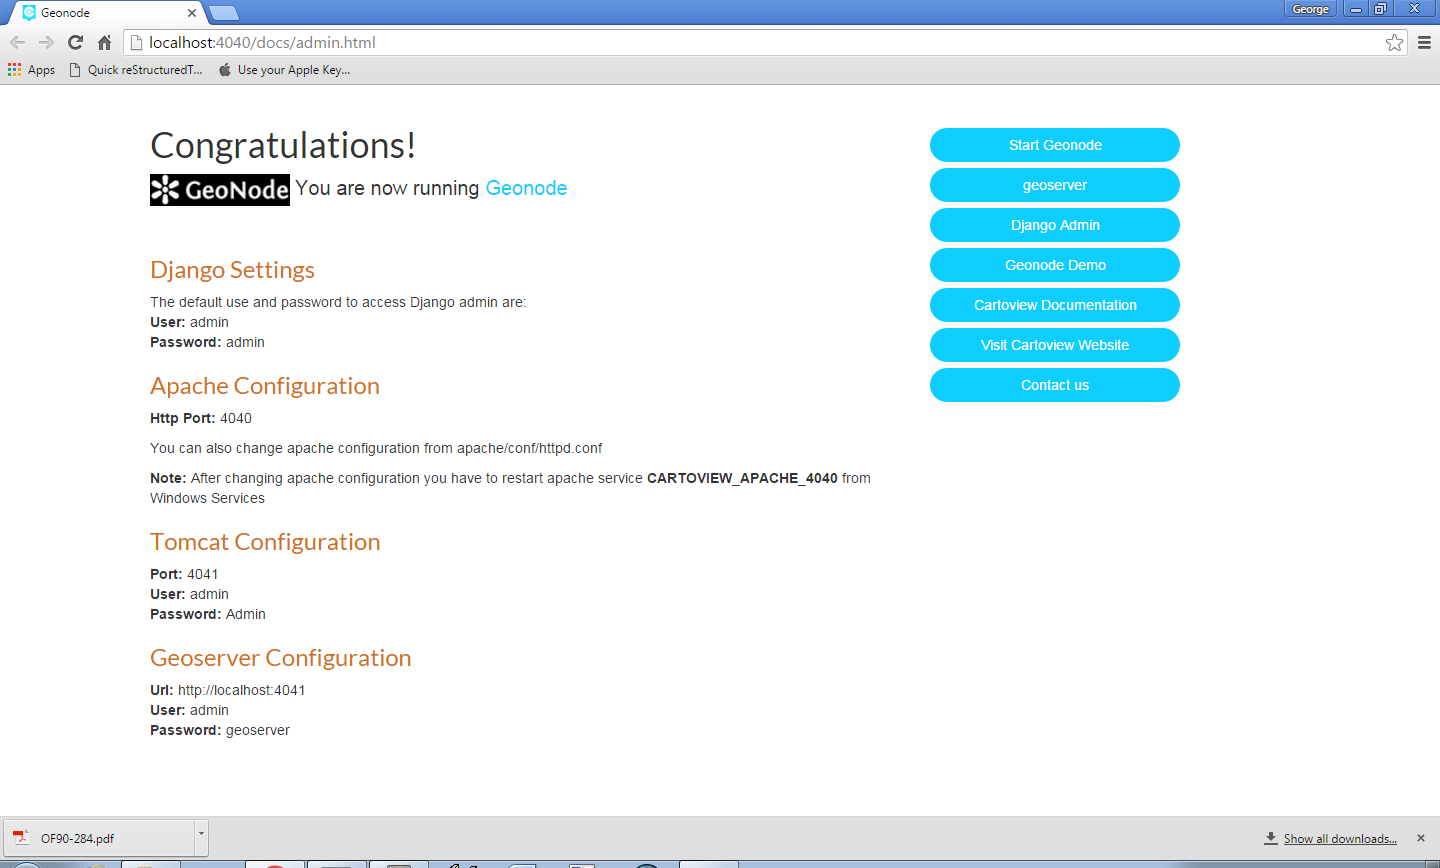 Geonode
George
localhost:4040/docs/admin.html
Apps
Quick reStructuredT...
Use your Apple Key...
Congratulations!
GeoNode You are now running Geonode
Django Settings
The default use and password to access Django admin are:
User: admin
Password: admin
Apache Configuration
Http Port: 4040
You can also change apache configuration from apache/conf/httpd.conf
Note: After changing apache configuration you have to restart apache service CARTOVIEW_APACHE_4040 from
Windows Services
Tomcat Configuration
Port: 4041
User: admin
Password: Admin
Geoserver Configuration
Url: http://localhost:4041
User: admin
Password: geoserver
Start Geonode
geoserver
Django Admin
Geonode Demo
Cartoview Documentation
Visit Cartoview Website
Contact us
OF90-284.pdf
Show all downloads...